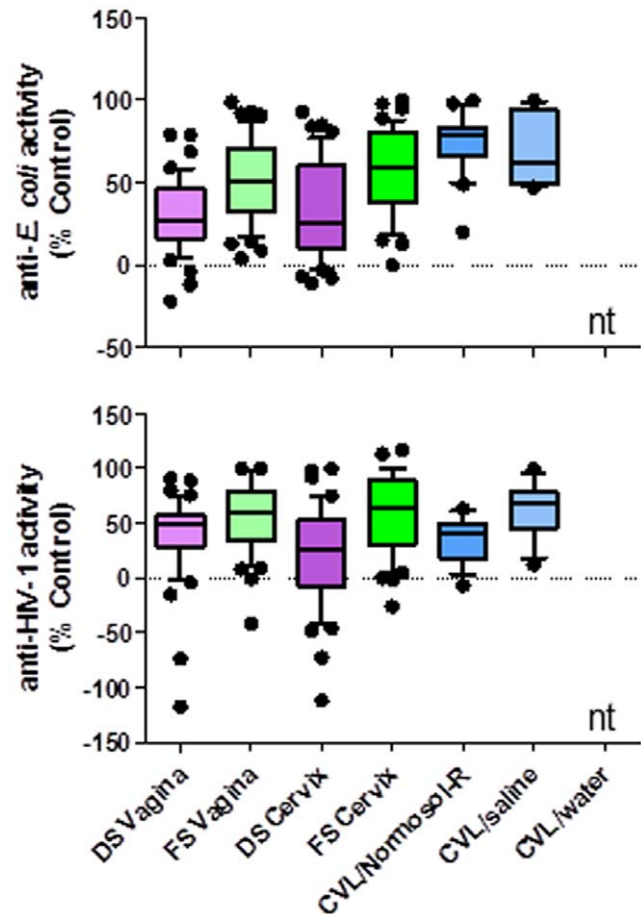 anti-E. coli activity
(% Control)
150
100
50
0
-50
nt
anti-HIV-1 activity
(% Control)
150
100
50
0
-50
-100
-150
nt
DS Vagina
FS Vagina
DS Cervix
FS Cervix
CVL/Normosol-R
CVL/saline
CVL/water